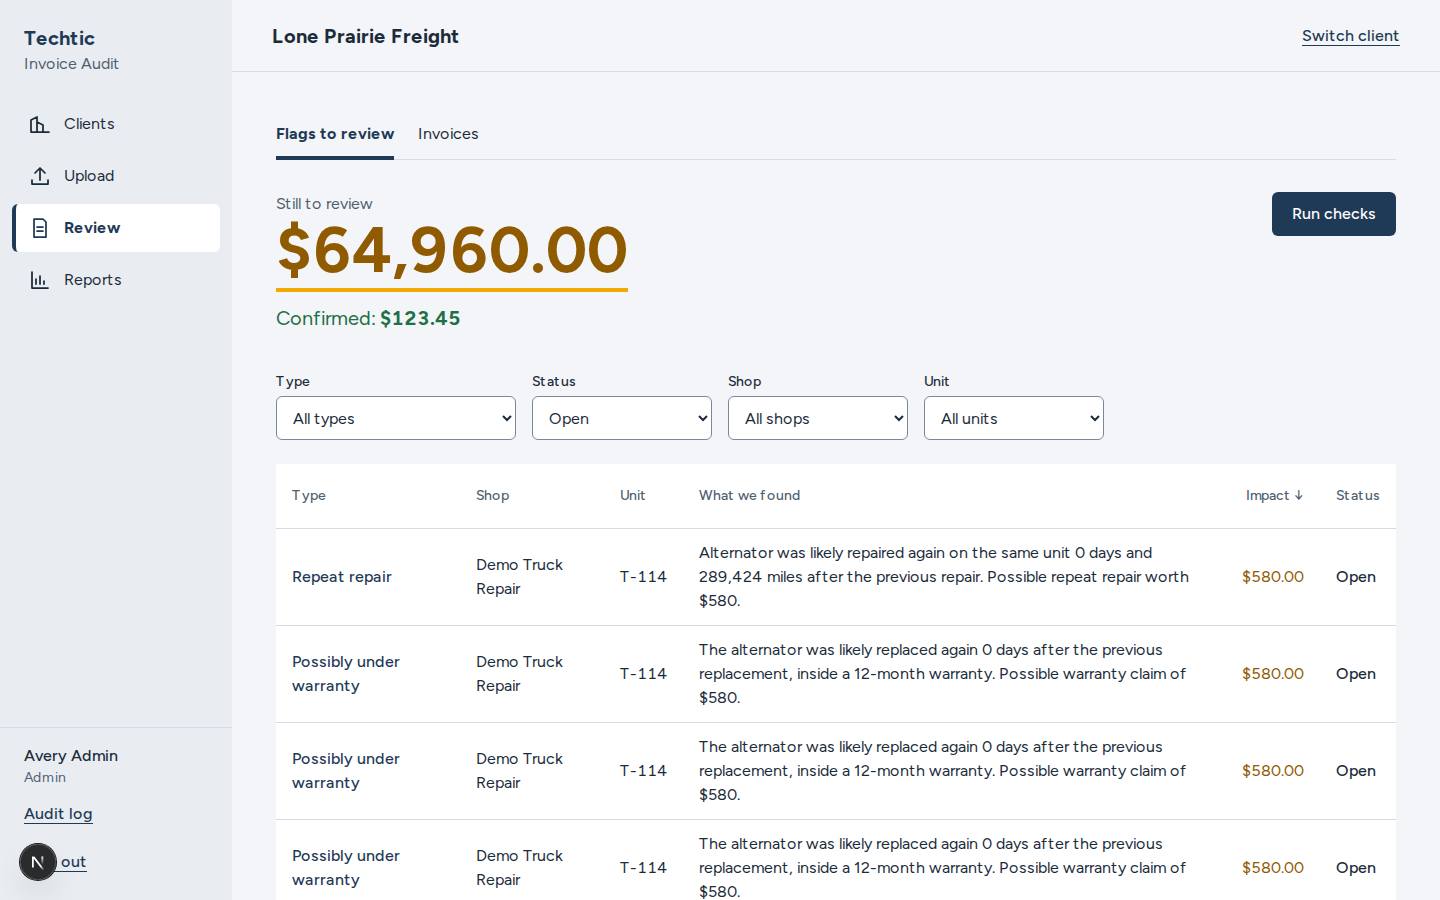 Techtic
Invoice Audit
Clients
Upload
Review
Reports
Avery Admin
Admin
Audit log
out
N
Lone Prairie Freight
Switch client
Flags to review
Invoices
Still to review
$64,960.00
Confirmed: $123.45
Run checks
Type
Status
Shop
Unit
All types
Open
All shops
All units
Type
Shop
Unit
What we found
Impact ↓
Status
Repeat repair
Demo Truck
Repair
T-114
Alternator was likely repaired again on the same unit 0 days and
289,424 miles after the previous repair. Possible repeat repair worth
$580.
$580.00
Open
Possibly under
warranty
Demo Truck
Repair
T-114
The alternator was likely replaced again 0 days after the previous
replacement, inside a 12-month warranty. Possible warranty claim of
$580.
$580.00
Open
Possibly under
warranty
Demo Truck
Repair
T-114
The alternator was likely replaced again 0 days after the previous
replacement, inside a 12-month warranty. Possible warranty claim of
$580.
$580.00
Open
Possibly under
warranty
Demo Truck
Repair
T-114
The alternator was likely replaced again 0 days after the previous
replacement, inside a 12-month warranty. Possible warranty claim of
$580.
$580.00
Open